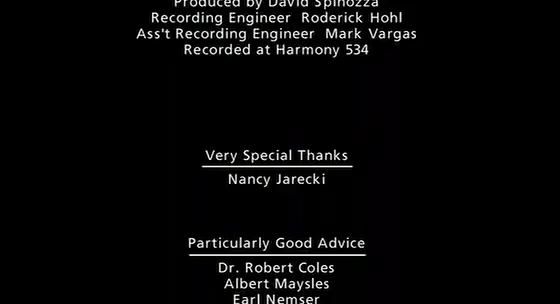 Produced by David Spinozza
Recording Engineer Roderick Hohl
Ass't Recording Engineer Mark Vargas
Recorded at Harmony 534
Very Special Thanks
Nancy Jarecki
Particularly Good Advice
Dr. Robert Coles
Albert Maysles
Earl Nemser